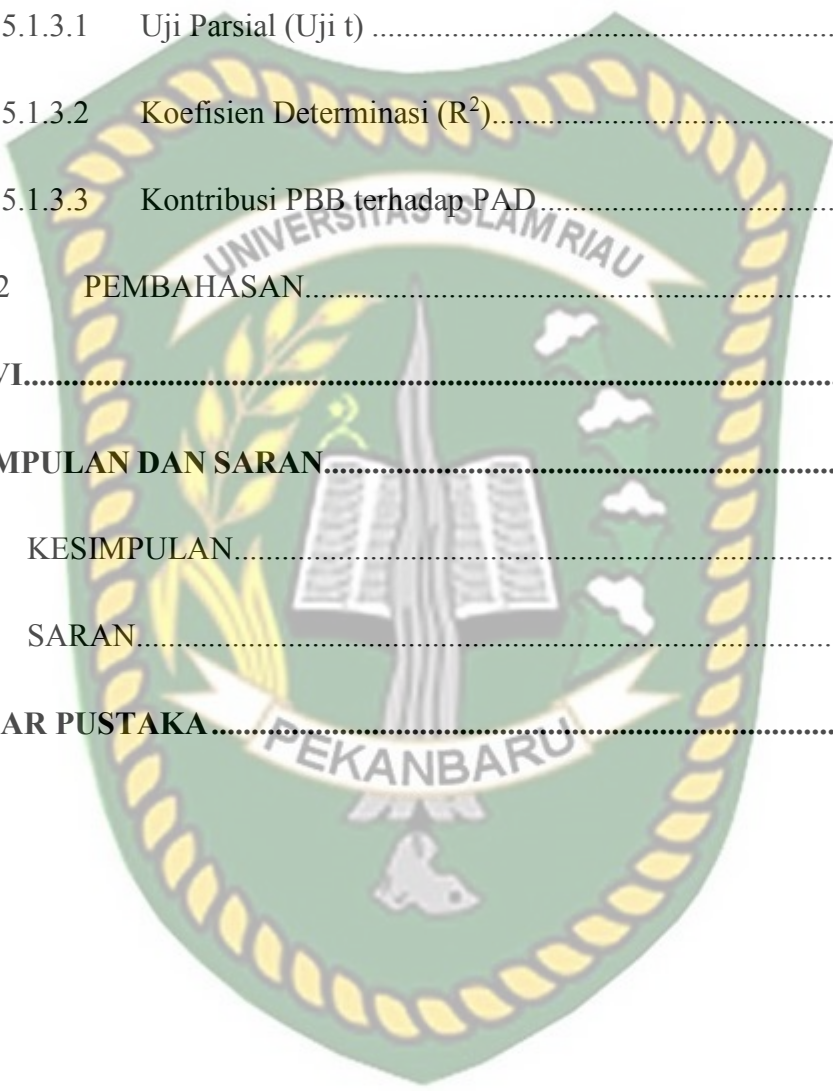 5.1.3.1 Uji Parsial (Uji t) ........................................................
5.1.3.2 Koefisien Determinasi (R²)........................................
5.1.3.3 Kontribusi PBB terhadap PAD...................................
UNIVERSITAS ISLAM RIAU
2 PEMBAHASAN................................................................
VI....................................................................................
MPULAN DAN SARAN.................................................
KESIMPULAN................................................................
SARAN...........................................................................
AR PUSTAKA................................................................
PEKANBARU